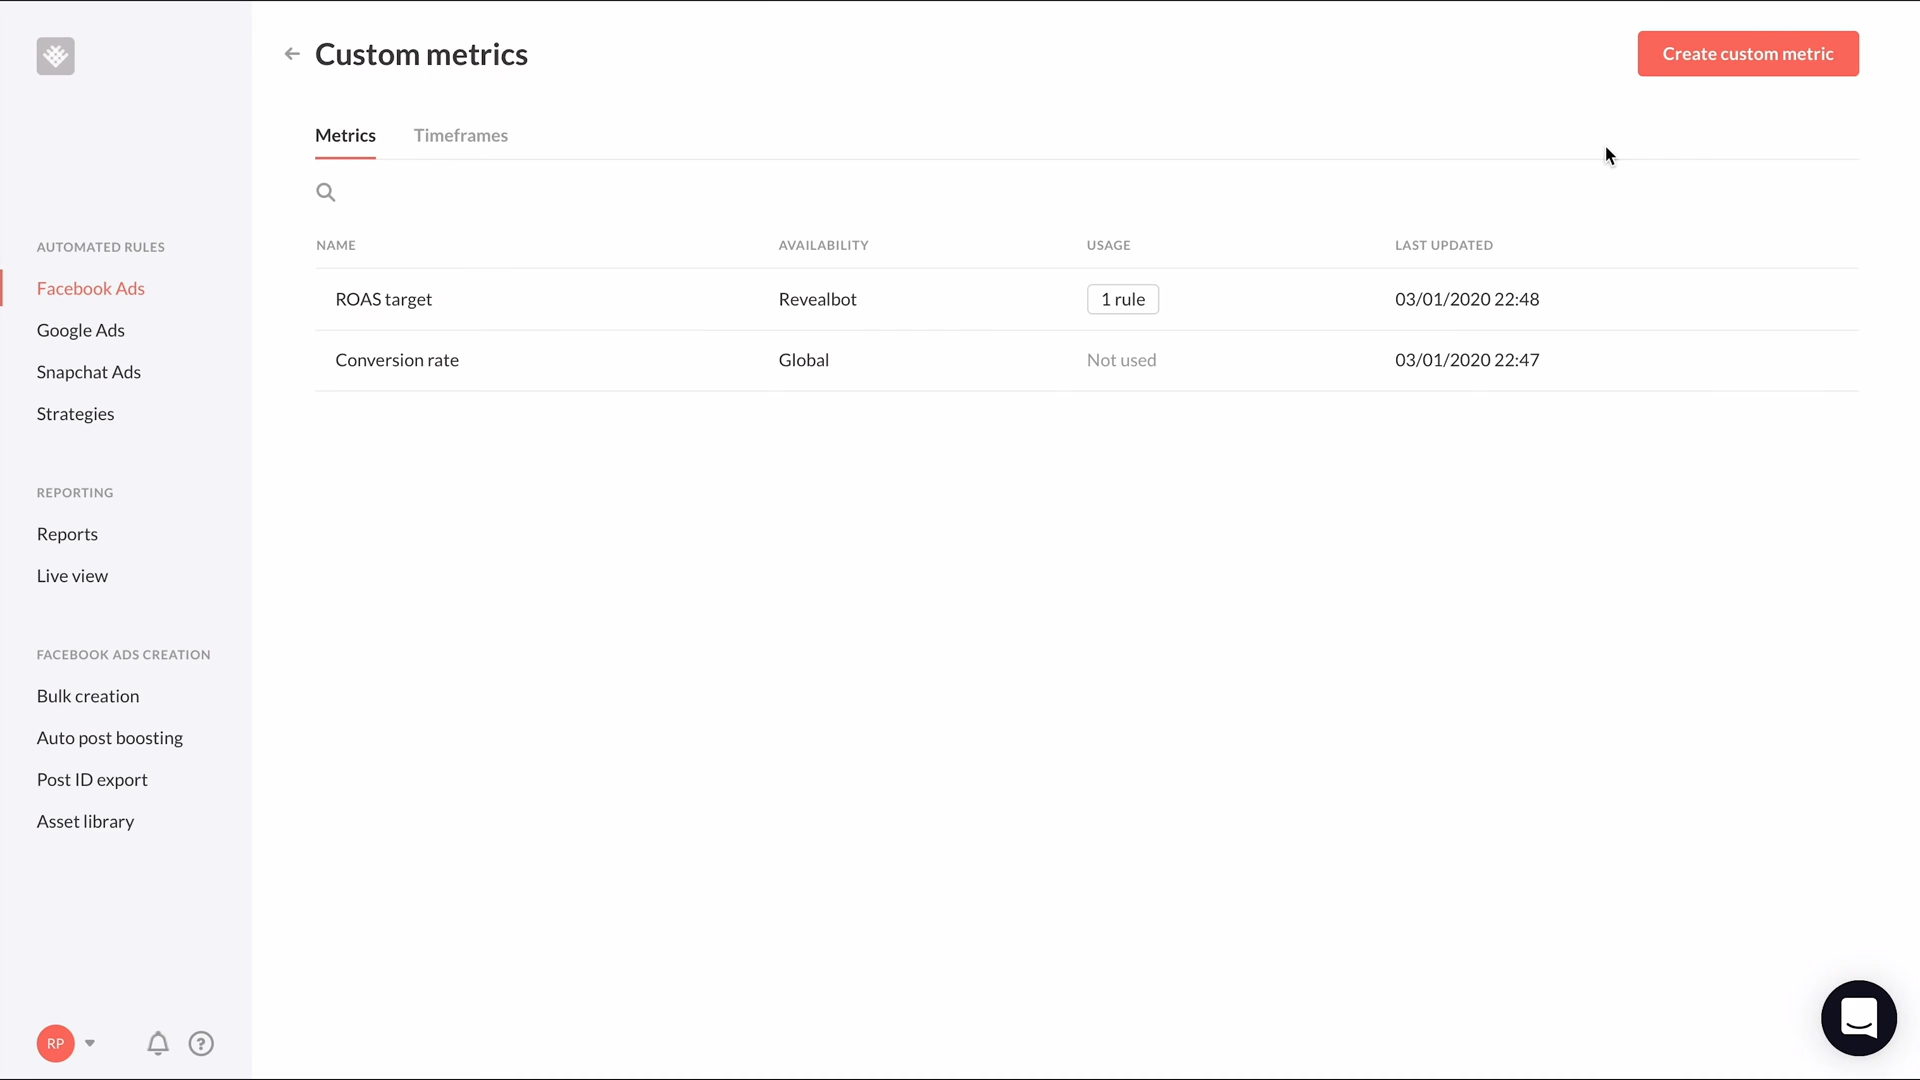 Custom metrics
Create custom metric
Metrics
Timeframes
NAME
AVAILABILITY
USAGE
LAST UPDATED
ROAS target
Revealbot
1 rule
03/01/2020 22:48
Conversion rate
Global
Not used
03/01/2020 22:47
AUTOMATED RULES
Facebook Ads
Google Ads
Snapchat Ads
Strategies
REPORTING
Reports
Live view
FACEBOOK ADS CREATION
Bulk creation
Auto post boosting
Post ID export
Asset library
RP
?